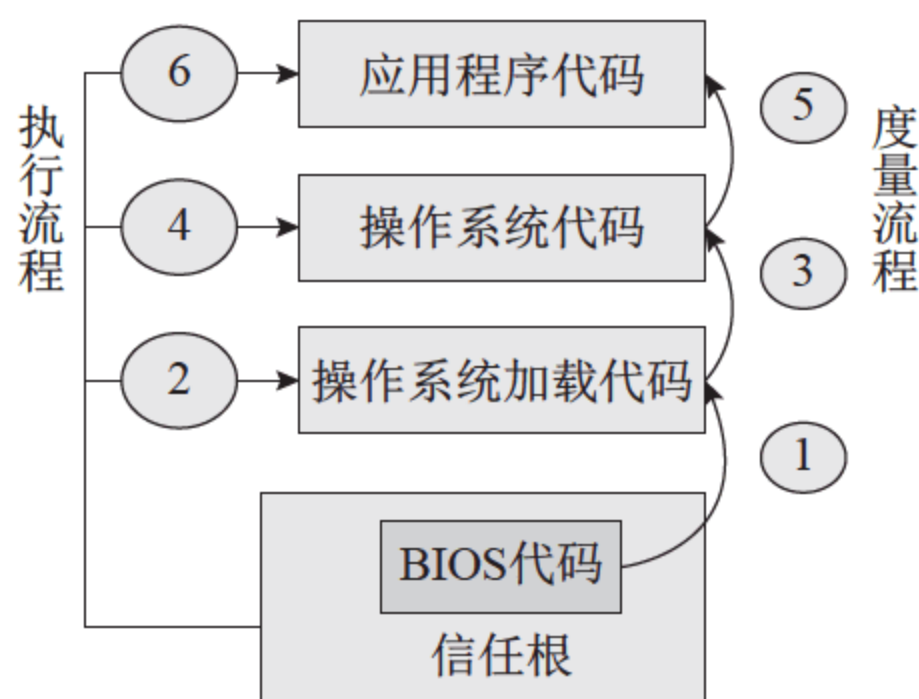 6
应用程序代码
5
执行流程
度量流程
4
操作系统代码
3
2
操作系统加载代码
1
BIOS代码
信任根